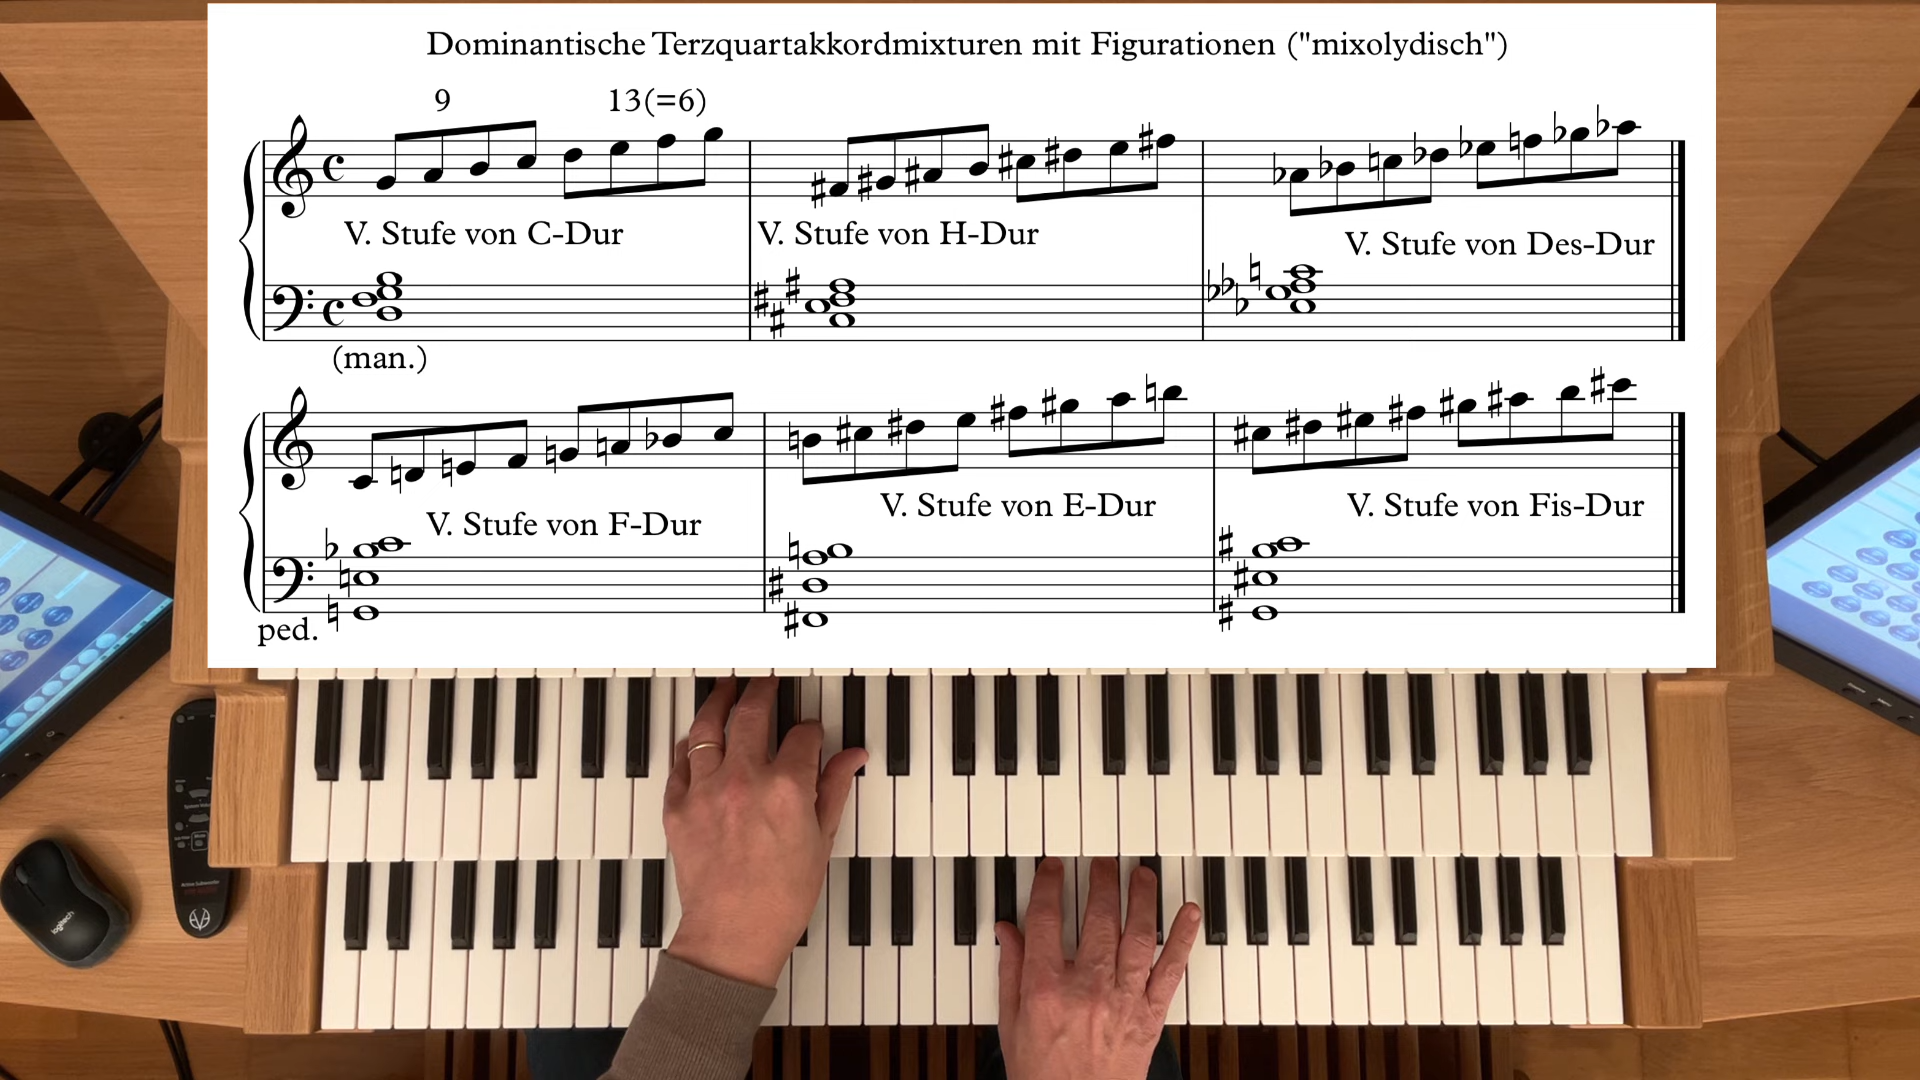 Dominantische Terzquartakkordmixturen mit Figurationen ("mixolydisch")
9 13(=6)
V. Stufe von C-Dur V. Stufe von H-Dur V. Stufe von Des-Dur
(man.)
V. Stufe von F-Dur V. Stufe von E-Dur V. Stufe von Fis-Dur
ped.
logitech